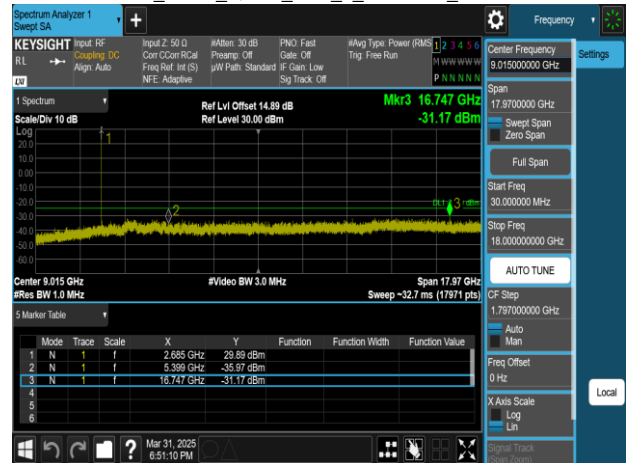 Spectrum Analyzer 1
Swept SA
Frequency
KEYSIGHT
RL
LXI
Input: RF
Coupling: DC
Align: Auto
Input Z: 50 Ω
Corr CCorr RCal
Freq Ref: Int (S)
NFE: Adaptive
#Atten: 30 dB
Preamp: Off
µW Path: Standard
PNO: Fast
Gate: Off
IF Gain: Low
Sig Track: Off
#Avg Type: Power (RMS
Trig: Free Run
1 2 3 4 5 6
M W W W W W
P N N N N N
1 Spectrum
Scale/Div 10 dB
Ref Lvl Offset 14.89 dB
Ref Level 30.00 dBm
Mkr3 16.747 GHz
-31.17 dBm
Log
20.0
10.0
0.00
-10.0
-20.0
-30.0
-40.0
-50.0
-60.0
1
2
3
Center 9.015 GHz
#Res BW 1.0 MHz
#Video BW 3.0 MHz
Span 17.97 GHz
Sweep ~32.7 ms (17971 pts)
5 Marker Table
Mode Trace Scale X Y Function Function Width Function Value
1 N 1 f 2.685 GHz 29.89 dBm
2 N 1 f 5.399 GHz -35.97 dBm
3 N 1 f 16.747 GHz -31.17 dBm
4
5
6
Mar 31, 2025
6:51:10 PM
Settings
Center Frequency
9.015000000 GHz
Span
17.9700000 GHz
Swept Span
Zero Span
Full Span
Start Freq
30.000000 MHz
Stop Freq
18.000000000 GHz
AUTO TUNE
CF Step
1.797000000 GHz
Auto
Man
Freq Offset
0 Hz
X Axis Scale
Log
Lin
Signal Track
(Span Zoom)
Local